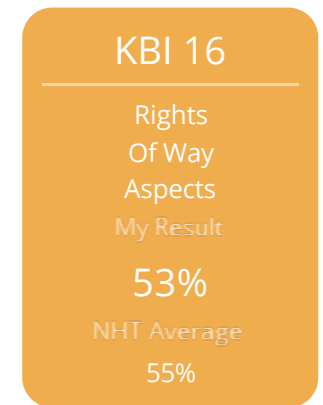 KBI 16
Rights
Of Way
Aspects
My Result
53%
NHT Average
55%